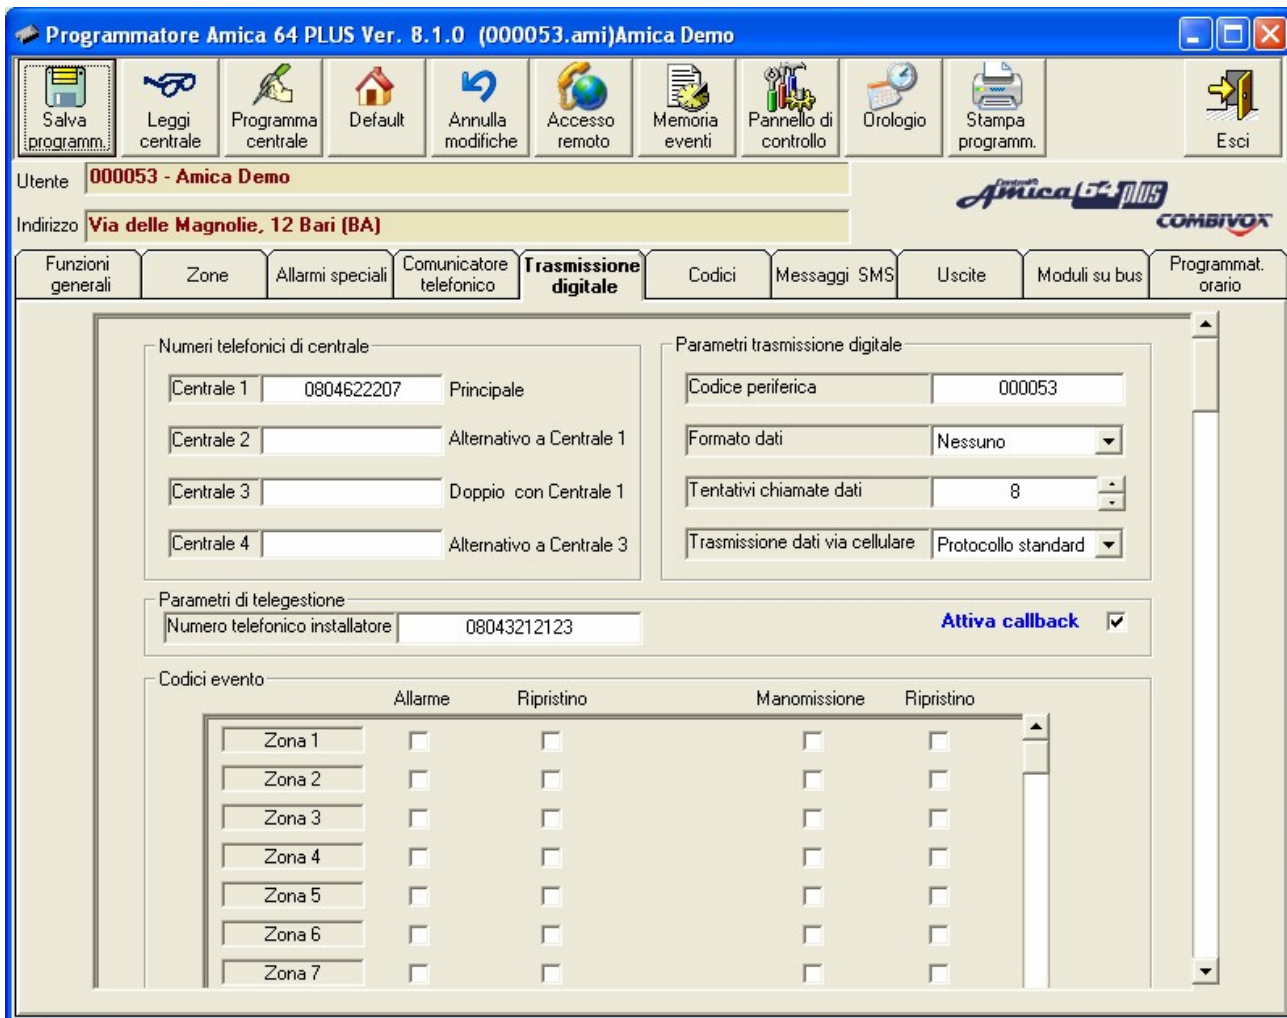 Programmatore Amica 64 PLUS Ver. 8.1.0 (000053.ami)Amica Demo
Salva programm.
Leggi centrale
Programma centrale
Default
Annulla modifiche
Accesso remoto
Memoria eventi
Pannello di controllo
Orologio
Stampa programm.
Esci
Utente 000053 - Amica Demo
Indirizzo Via delle Magnolie, 12 Bari (BA)
Amica 64 plus
COMBIVOX
Funzioni generali
Zone
Allarmi speciali
Comunicatore telefonico
Trasmissione digitale
Codici
Messaggi SMS
Uscite
Moduli su bus
Programmat. orario
Numeri telefonici di centrale
Centrale 1 0804622207 Principale
Centrale 2 Alternativo a Centrale 1
Centrale 3 Doppio con Centrale 1
Centrale 4 Alternativo a Centrale 3
Parametri trasmissione digitale
Codice periferica 000053
Formato dati Nessuno
Tentativi chiamate dati 8
Trasmissione dati via cellulare Protocollo standard
Parametri di telegestione
Numero telefonico installatore 08043212123
Attiva callback
Codici evento
Allarme Ripristino Manomissione Ripristino
Zona 1
Zona 2
Zona 3
Zona 4
Zona 5
Zona 6
Zona 7